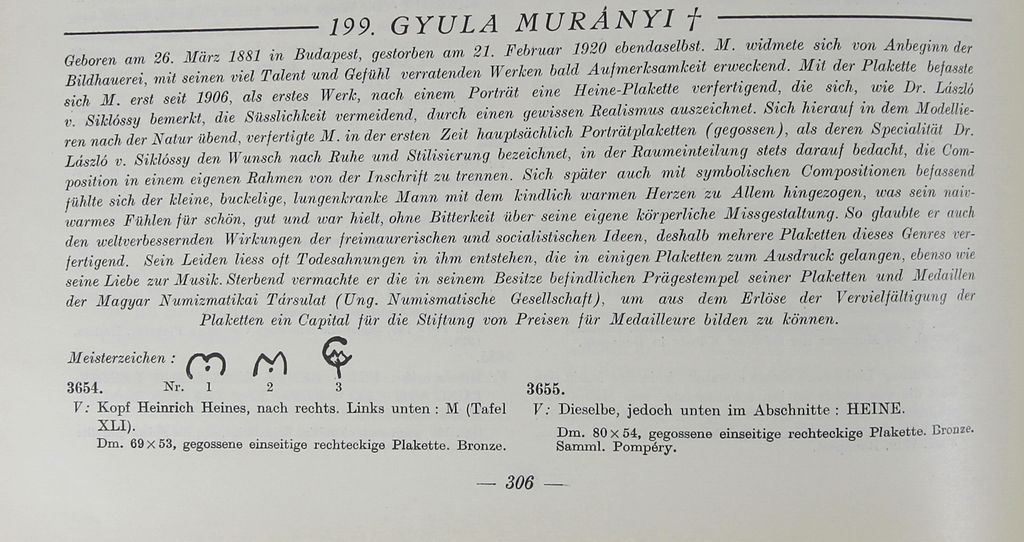 199. GYULA MURÁNYI †
Geboren am 26. März 1881 in Budapest, gestorben am 21. Februar 1920 ebendaselbst. M. widmete sich von Anbeginn der
Bildhauerei, mit seinen viel Talent und Gefühl verratenden Werken bald Aufmerksamkeit erweckend. Mit der Plakette befasste
sich M. erst seit 1906, als erstes Werk, nach einem Porträt eine Heine-Plakette verfertigend, die sich, wie Dr. László
v. Siklóssy bemerkt, die Süsslichkeit vermeidend, durch einen gewissen Realismus auszeichnet. Sich hierauf in dem Modellie-
ren nach der Natur übend, verfertigte M. in der ersten Zeit hauptsächlich Porträtplaketten (gegossen), als deren Specialität Dr.
László v. Siklóssy den Wunsch nach Ruhe und Stilisierung bezeichnet, in der Raumeinteilung stets darauf bedacht, die Com-
position in einem eigenen Rahmen von der Inschrift zu trennen. Sich später auch mit symbolischen Compositionen befassend
fühlte sich der kleine, buckelige, lungenkranke Mann mit dem kindlich warmen Herzen zu Allem hingezogen, was sein naiv-
warmes Fühlen für schön, gut und war hielt, ohne Bitterkeit über seine eigene körperliche Missgestaltung. So glaubte er auch
den weltverbessernden Wirkungen der freimaurerischen und socialistischen Ideen, deshalb mehrere Plaketten dieses Genres ver-
fertigend. Sein Leiden liess oft Todesahnungen in ihm entstehen, die in einigen Plaketten zum Ausdruck gelangen, ebenso wie
seine Liebe zur Musik. Sterbend vermachte er die in seinem Besitze befindlichen Prägestempel seiner Plaketten und Medaillen
der Magyar Numizmatikai Társulat (Ung. Numismatische Gesellschaft), um aus dem Erlöse der Vervielfältigung der
Plaketten ein Capital für die Stiftung von Preisen für Medailleure bilden zu können.
Meisterzeichen :
Nr. 1 2 3
3654.
V: Kopf Heinrich Heines, nach rechts. Links unten : M (Tafel
XLI).
Dm. 69×53, gegossene einseitige rechteckige Plakette. Bronze.
3655.
V: Dieselbe, jedoch unten im Abschnitte : HEINE.
Dm. 80×54, gegossene einseitige rechteckige Plakette. Bronze.
Samml. Pompéry.
— 306 —